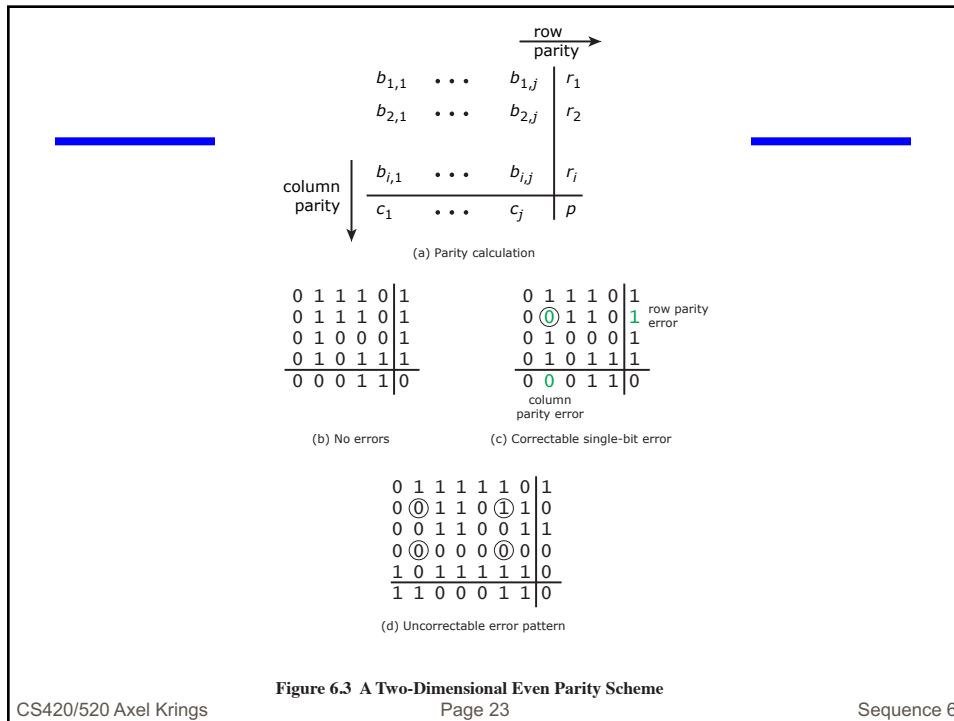 row
parity
b1,1 • • • b1,j r1
b2,1 • • • b2,j r2
bi,1 • • • bi,j ri
column
parity
c1 • • • cj p
(a) Parity calculation
0 1 1 1 0 1
0 1 1 1 0 1
0 1 0 0 0 1
0 1 0 1 1 1
0 0 0 1 1 0
(b) No errors
0 1 1 1 0 1
0 0 1 1 0 1
0 1 0 0 0 1
0 1 0 1 1 1
0 0 0 1 1 0
row parity
error
column
parity error
(c) Correctable single-bit error
0 1 1 1 1 1 0 1
0 0 1 1 0 1 1 0
0 0 1 1 0 0 1 1
0 0 0 0 0 0 0 0
1 0 1 1 1 1 1 0
1 1 0 0 0 1 1 0
(d) Uncorrectable error pattern
Figure 6.3 A Two-Dimensional Even Parity Scheme
CS420/520 Axel Krings Page 23 Sequence 6